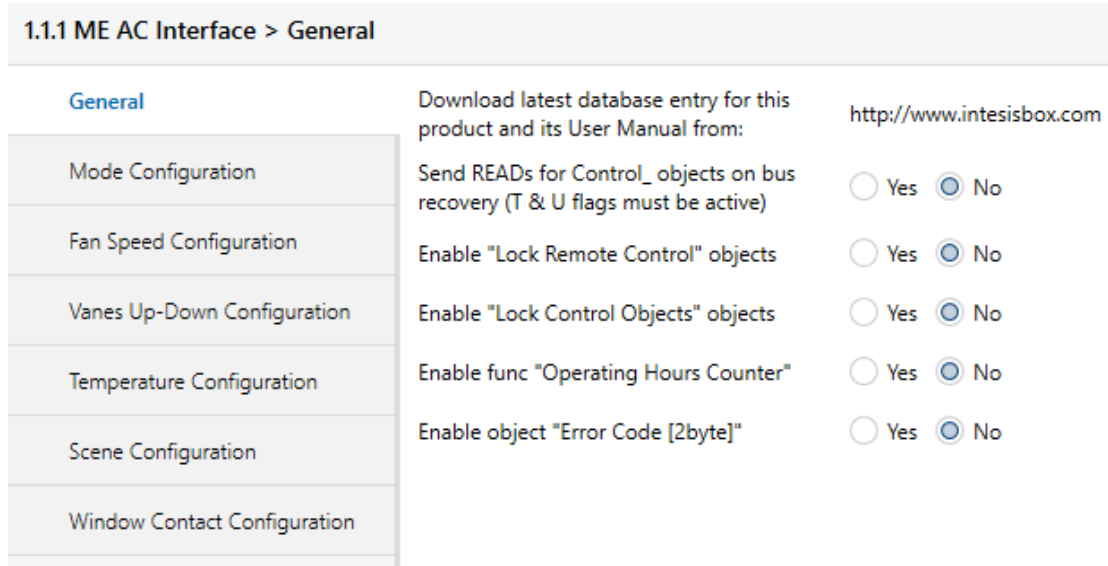 1.1.1 ME AC Interface > General
General
Mode Configuration
Fan Speed Configuration
Vanes Up-Down Configuration
Temperature Configuration
Scene Configuration
Window Contact Configuration
Download latest database entry for this
product and its User Manual from:
http://www.intesisbox.com
Send READs for Control_ objects on bus
recovery (T & U flags must be active)
Yes No
Enable "Lock Remote Control" objects
Yes No
Enable "Lock Control Objects" objects
Yes No
Enable func "Operating Hours Counter"
Yes No
Enable object "Error Code [2byte]"
Yes No